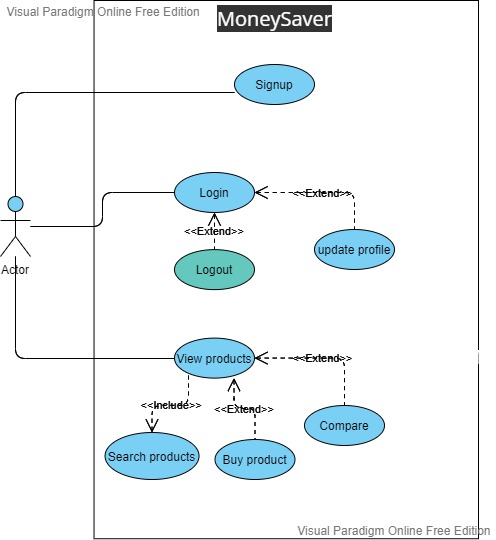 Visual Paradigm Online Free Edition
MoneySaver
Signup
Login
<<Extend>>
<<Extend>>
update profile
Logout
Actor
View products
<<Extend>>
<<Include>>
<<Extend>>
Compare
Search products
Buy product
Visual Paradigm Online Free Edition